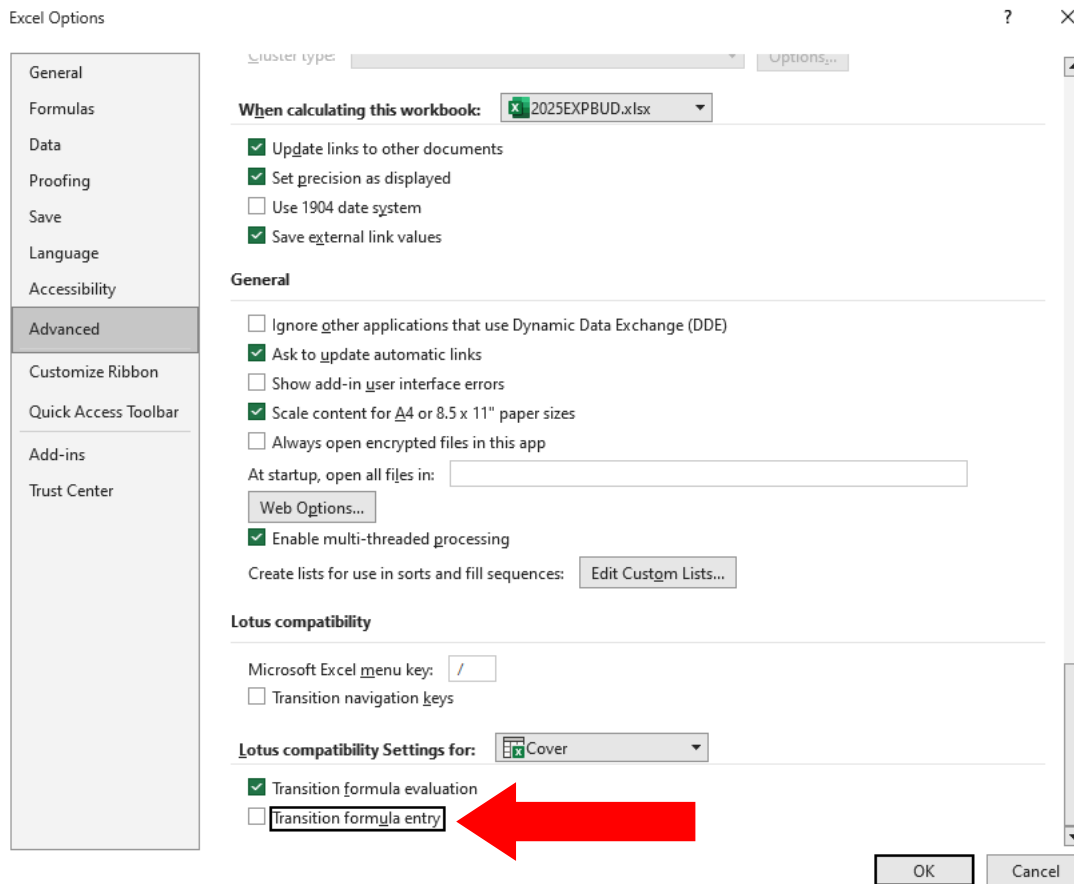 Excel Options
?
General
Formulas
Data
Proofing
Save
Language
Accessibility
Advanced
Customize Ribbon
Quick Access Toolbar
Add-ins
Trust Center
Cluster type:
Options...
When calculating this workbook: 2025EXPBUD.xlsx
Update links to other documents
Set precision as displayed
Use 1904 date system
Save external link values
General
Ignore other applications that use Dynamic Data Exchange (DDE)
Ask to update automatic links
Show add-in user interface errors
Scale content for A4 or 8.5 x 11" paper sizes
Always open encrypted files in this app
At startup, open all files in:
Web Options...
Enable multi-threaded processing
Create lists for use in sorts and fill sequences: Edit Custom Lists...
Lotus compatibility
Microsoft Excel menu key: /
Transition navigation keys
Lotus compatibility Settings for: Cover
Transition formula evaluation
Transition formula entry
OK Cancel